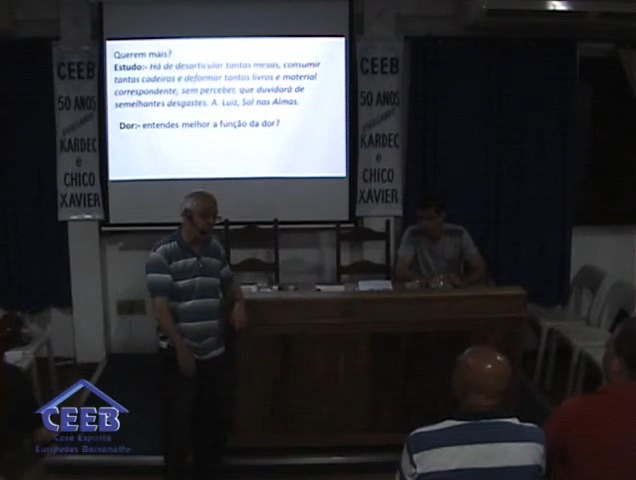 Querem mais?
Estudo:- Há de desarticular tantas mesas, consumir
tantas cadeiras e deformar tantos livros e material
correspondente, sem perceber, que duvidará de
semelhantes desgastes. A. Luiz, Sol nas Almas.
Dor:- entendes melhor a função da dor?
CEEB
50 ANOS
KARDEC
e
CHICO
XAVIER
CEEB
50 ANOS
KARDEC
e
CHICO
XAVIER
CEEB
Casa Espírita
Eurípedes Barsanulfo